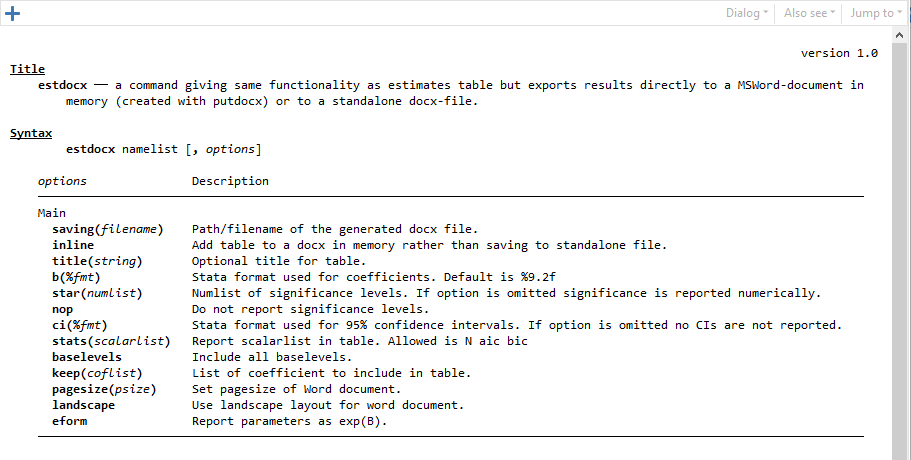 Dialog Also see Jump to
version 1.0
Title
estdocx — a command giving same functionality as estimates table but exports results directly to a MSWord-document in
memory (created with putdocx) or to a standalone docx-file.
Syntax
estdocx namelist [, options]
options Description
Main
saving(filename) Path/filename of the generated docx file.
inline Add table to a docx in memory rather than saving to standalone file.
title(string) Optional title for table.
b(%fmt) Stata format used for coefficients. Default is %9.2f
star(numlist) Numlist of significance levels. If option is omitted significance is reported numerically.
nop Do not report significance levels.
ci(%fmt) Stata format used for 95% confidence intervals. If option is omitted no CIs are not reported.
stats(scalarlist) Report scalarlist in table. Allowed is N aic bic
baselevels Include all baselevels.
keep(coflist) List of coefficient to include in table.
pagesize(psize) Set pagesize of Word document.
landscape Use landscape layout for word document.
eform Report parameters as exp(B).